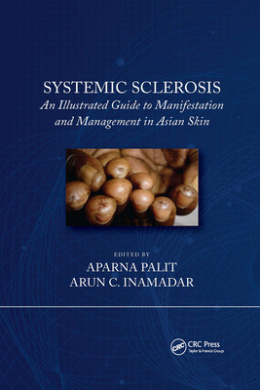 SYSTEMIC SCLEROSIS
An Illustrated Guide to Manifestation
and Management in Asian Skin
EDITED BY
APARNA PALIT
ARUN C. INAMADAR
CRC
CRC Press
Taylor & Francis Group